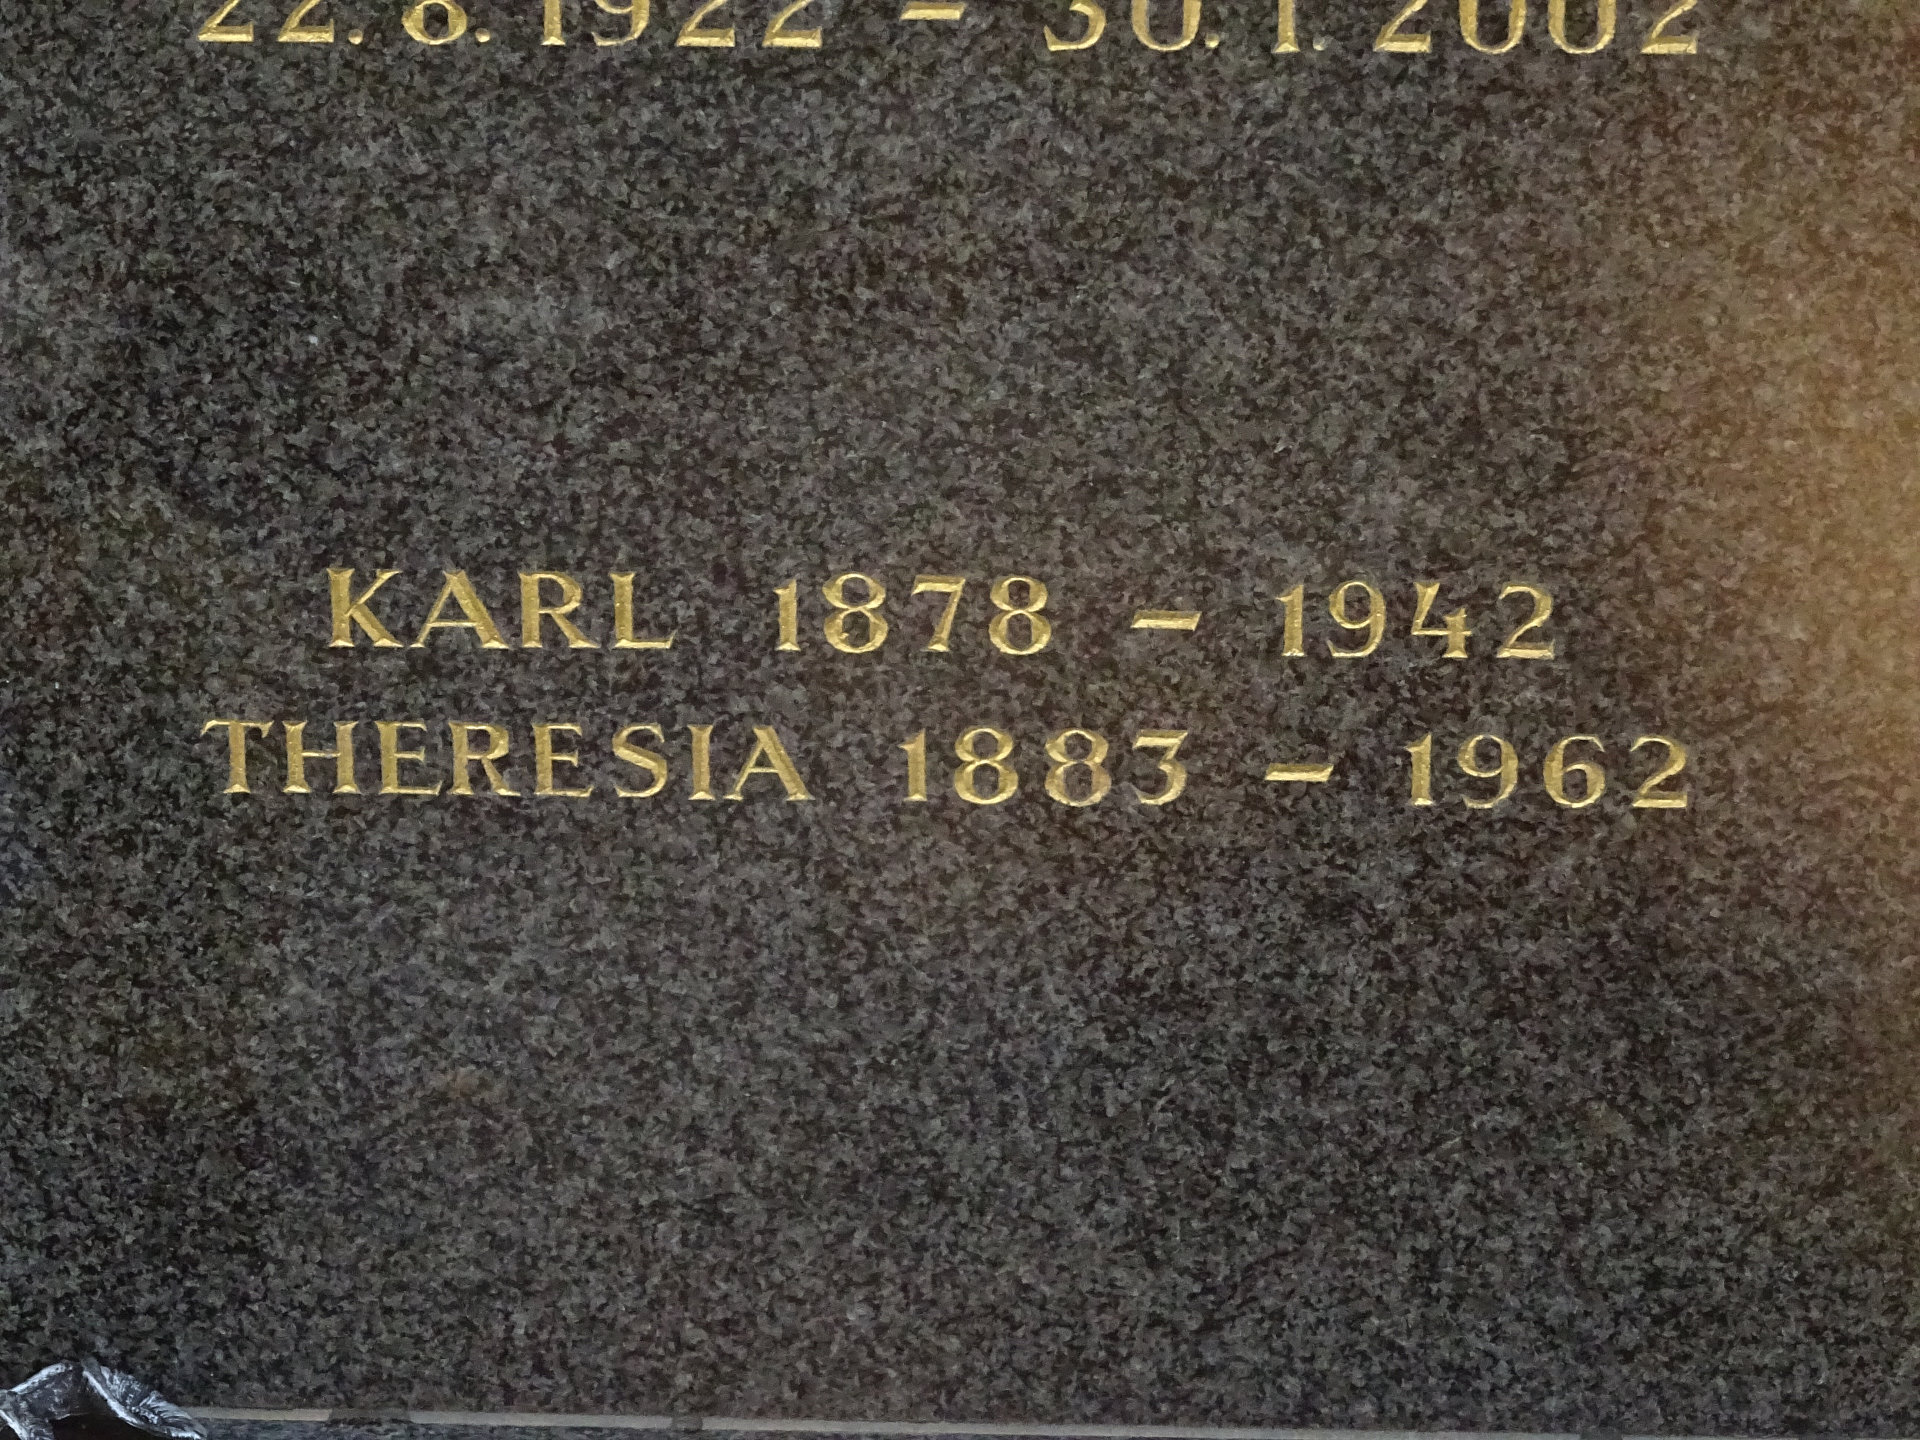 22.8.1922 – 30.1.2002
KARL 1878 – 1942
THERESIA 1883 – 1962